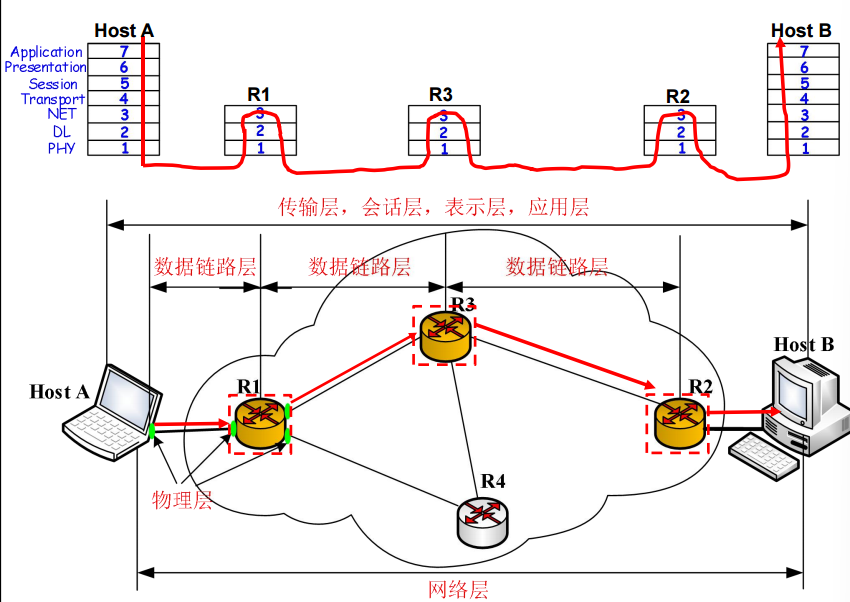 Host A
Host B
Application 7 7
Presentation 6 6
Session 5 5
R1 R3 R2
Transport 4 4
NET 3 3 3 3 3
DL 2 2 2 2 2
PHY 1 1 1 1 1
传输层，会话层，表示层，应用层
数据链路层 数据链路层 数据链路层
R3
Host B
Host A
R1
R2
R4
物理层
网络层